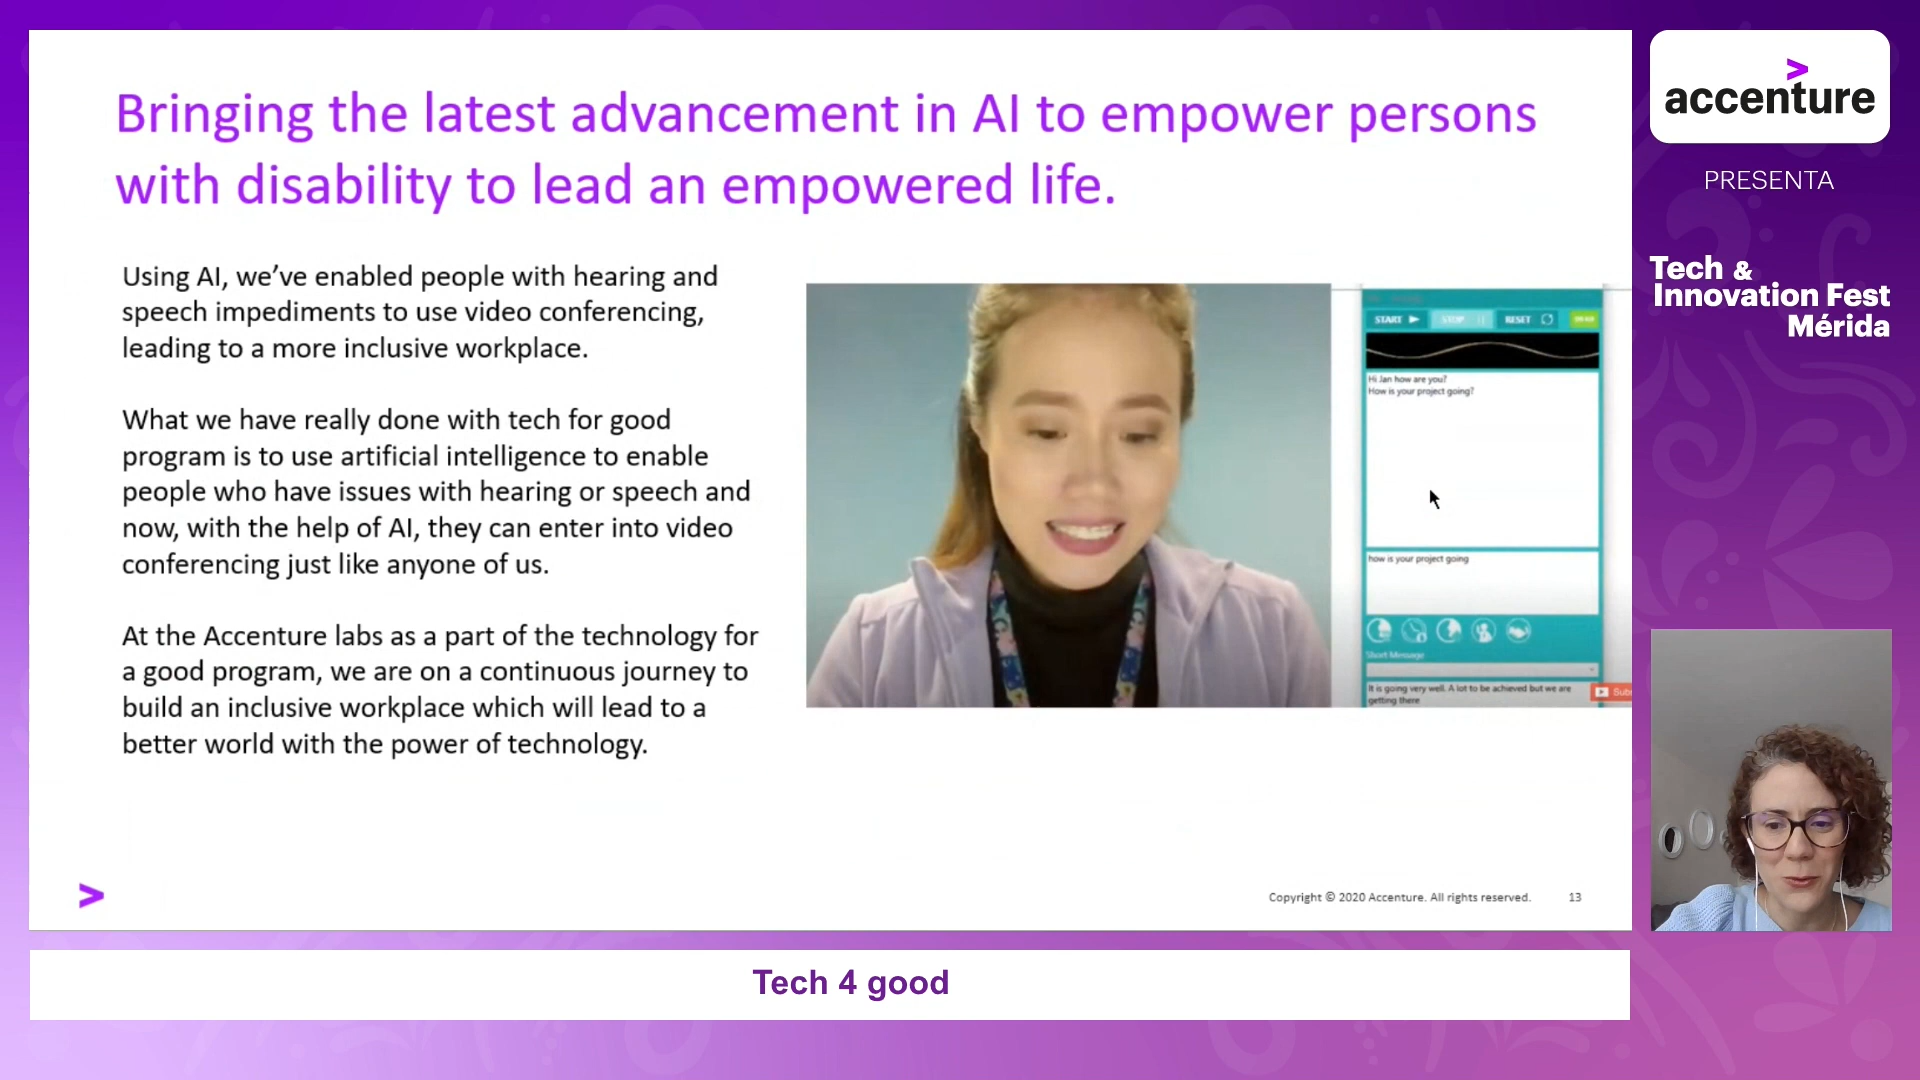 Bringing the latest advancement in AI to empower persons
with disability to lead an empowered life.
Using AI, we’ve enabled people with hearing and
speech impediments to use video conferencing,
leading to a more inclusive workplace.
What we have really done with tech for good
program is to use artificial intelligence to enable
people who have issues with hearing or speech and
now, with the help of AI, they can enter into video
conferencing just like anyone of us.
At the Accenture labs as a part of the technology for
a good program, we are on a continuous journey to
build an inclusive workplace which will lead to a
better world with the power of technology.
START
STOP
RESET
Hi Jan how are you?
How is your project going?
how is your project going
Short Message
It is going very well. A lot to be achieved but we are
getting there
Copyright © 2020 Accenture. All rights reserved.
13
accenture
PRESENTA
Tech &
Innovation Fest
Mérida
Tech 4 good